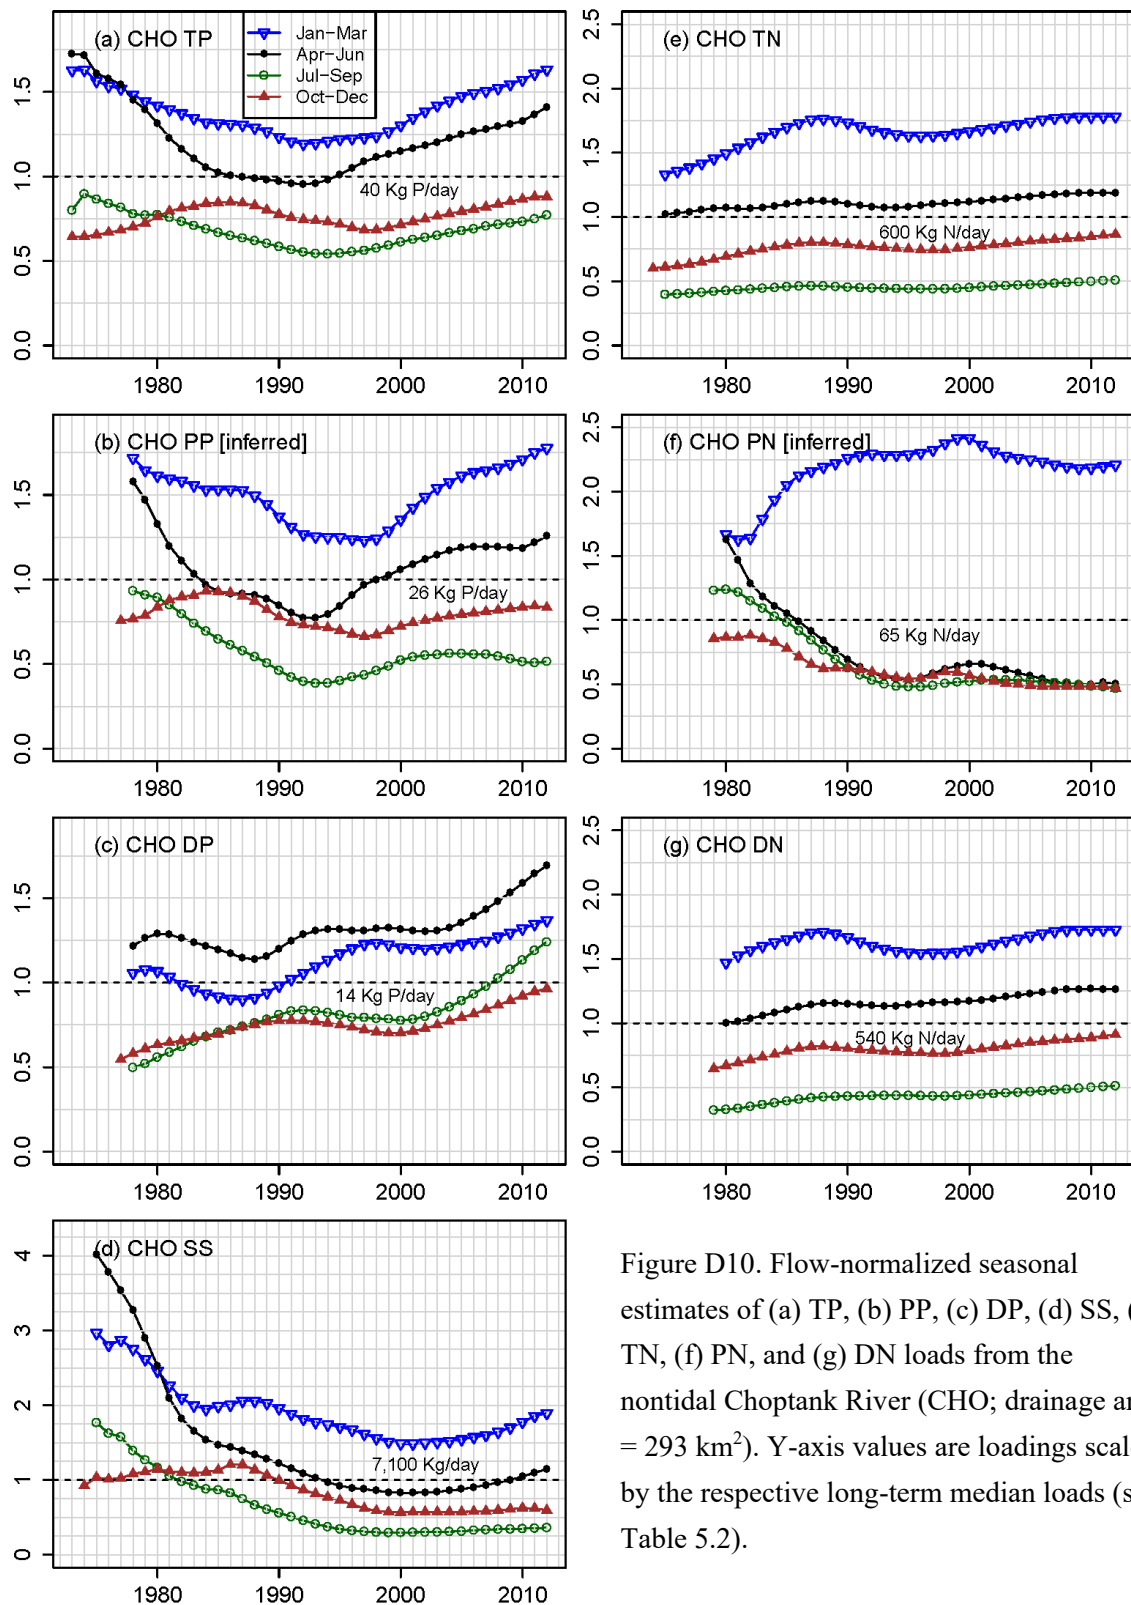 (a) CHO TP
Jan−Mar
Apr−Jun
Jul−Sep
Oct−Dec
40 Kg P/day
0.0 0.5 1.0 1.5
1980 1990 2000 2010
(e) CHO TN
600 Kg N/day
0.0 0.5 1.0 1.5 2.0 2.5
1980 1990 2000 2010
(b) CHO PP [inferred]
26 Kg P/day
0.0 0.5 1.0 1.5
1980 1990 2000 2010
(f) CHO PN [inferred]
65 Kg N/day
0.0 0.5 1.0 1.5 2.0 2.5
1980 1990 2000 2010
(c) CHO DP
14 Kg P/day
0.0 0.5 1.0 1.5
1980 1990 2000 2010
(g) CHO DN
540 Kg N/day
0.0 0.5 1.0 1.5 2.0 2.5
1980 1990 2000 2010
(d) CHO SS
7,100 Kg/day
0 1 2 3 4
1980 1990 2000 2010
Figure D10. Flow-normalized seasonal
estimates of (a) TP, (b) PP, (c) DP, (d) SS, (
TN, (f) PN, and (g) DN loads from the
nontidal Choptank River (CHO; drainage ar
= 293 km²). Y-axis values are loadings scal
by the respective long-term median loads (s
Table 5.2).